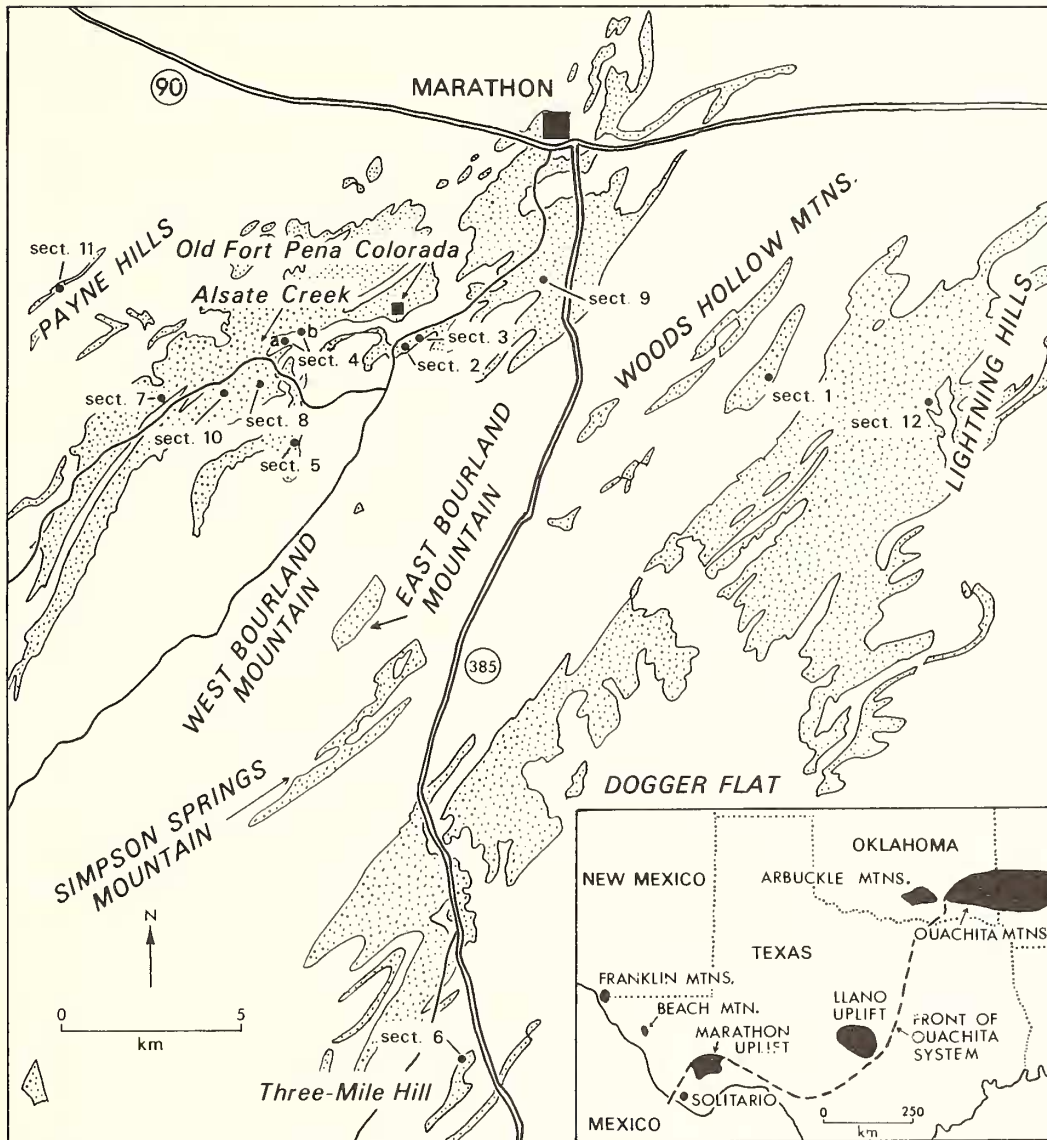 90
MARATHON
sect. 11
PAYNE HILLS
Old Fort Pena Colorada
Alsate Creek
a
b
sect. 4
sect. 3
sect. 2
sect. 9
WOODS HOLLOW MTNS.
sect. 1
sect. 12
LIGHTNING HILLS
sect. 7
sect. 10
sect. 8
sect. 5
EAST BOURLAND
MOUNTAIN
WEST BOURLAND
MOUNTAIN
385
SIMPSON SPRINGS
MOUNTAIN
DOGGER FLAT
N
0 5
km
sect. 6
Three-Mile Hill
OKLAHOMA
NEW MEXICO
ARBUCKLE MTNS.
OUACHITA MTNS
TEXAS
FRANKLIN MTNS.
BEACH MTN.
LLANO
UPLIFT
MARATHON
UPLIFT
FRONT OF
OUACHITA
SYSTEM
SOLITARIO
MEXICO
0 250
km